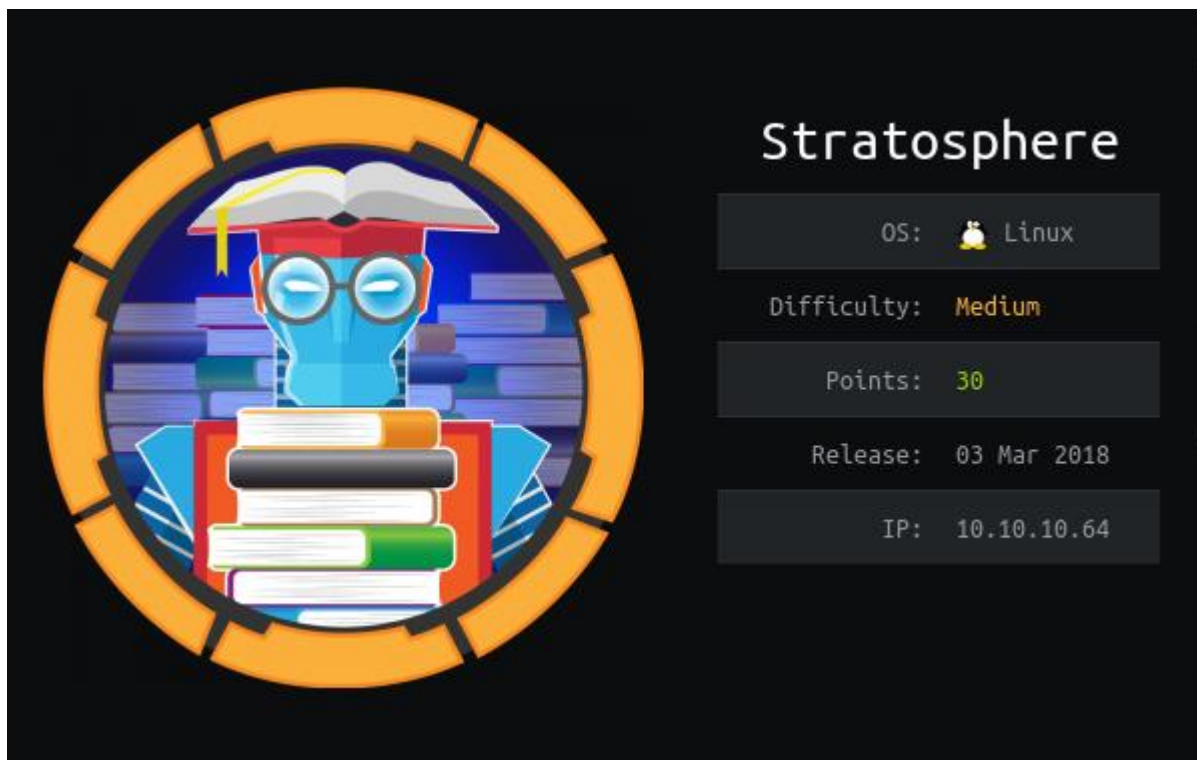 Stratosphere
OS: Linux
Difficulty: Medium
Points: 30
Release: 03 Mar 2018
IP: 10.10.10.64